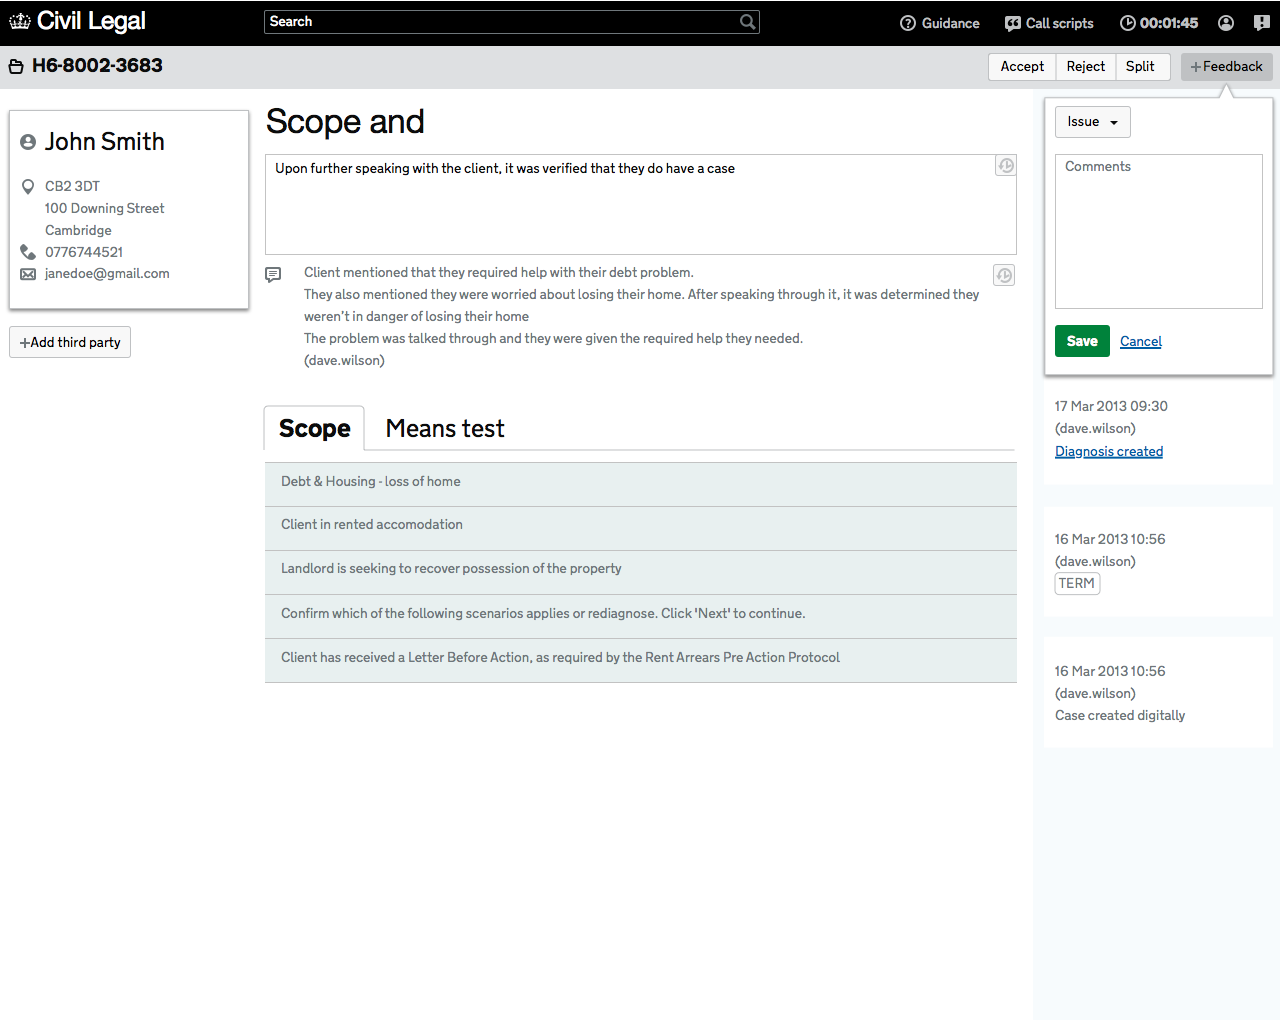 Civil Legal
Search
Guidance
Call scripts
00:01:45
H6-8002-3683
Accept
Reject
Split
+Feedback
John Smith
CB2 3DT
100 Downing Street
Cambridge
0776744521
janedoe@gmail.com
+Add third party
Scope and
Upon further speaking with the client, it was verified that they do have a case
Client mentioned that they required help with their debt problem.
They also mentioned they were worried about losing their home. After speaking through it, it was determined they
weren't in danger of losing their home
The problem was talked through and they were given the required help they needed.
(dave.wilson)
Scope
Means test
Debt & Housing - loss of home
Client in rented accomodation
Landlord is seeking to recover possession of the property
Confirm which of the following scenarios applies or rediagnose. Click 'Next' to continue.
Client has received a Letter Before Action, as required by the Rent Arrears Pre Action Protocol
Issue
Comments
Save
Cancel
17 Mar 2013 09:30
(dave.wilson)
Diagnosis created
16 Mar 2013 10:56
(dave.wilson)
TERM
16 Mar 2013 10:56
(dave.wilson)
Case created digitally